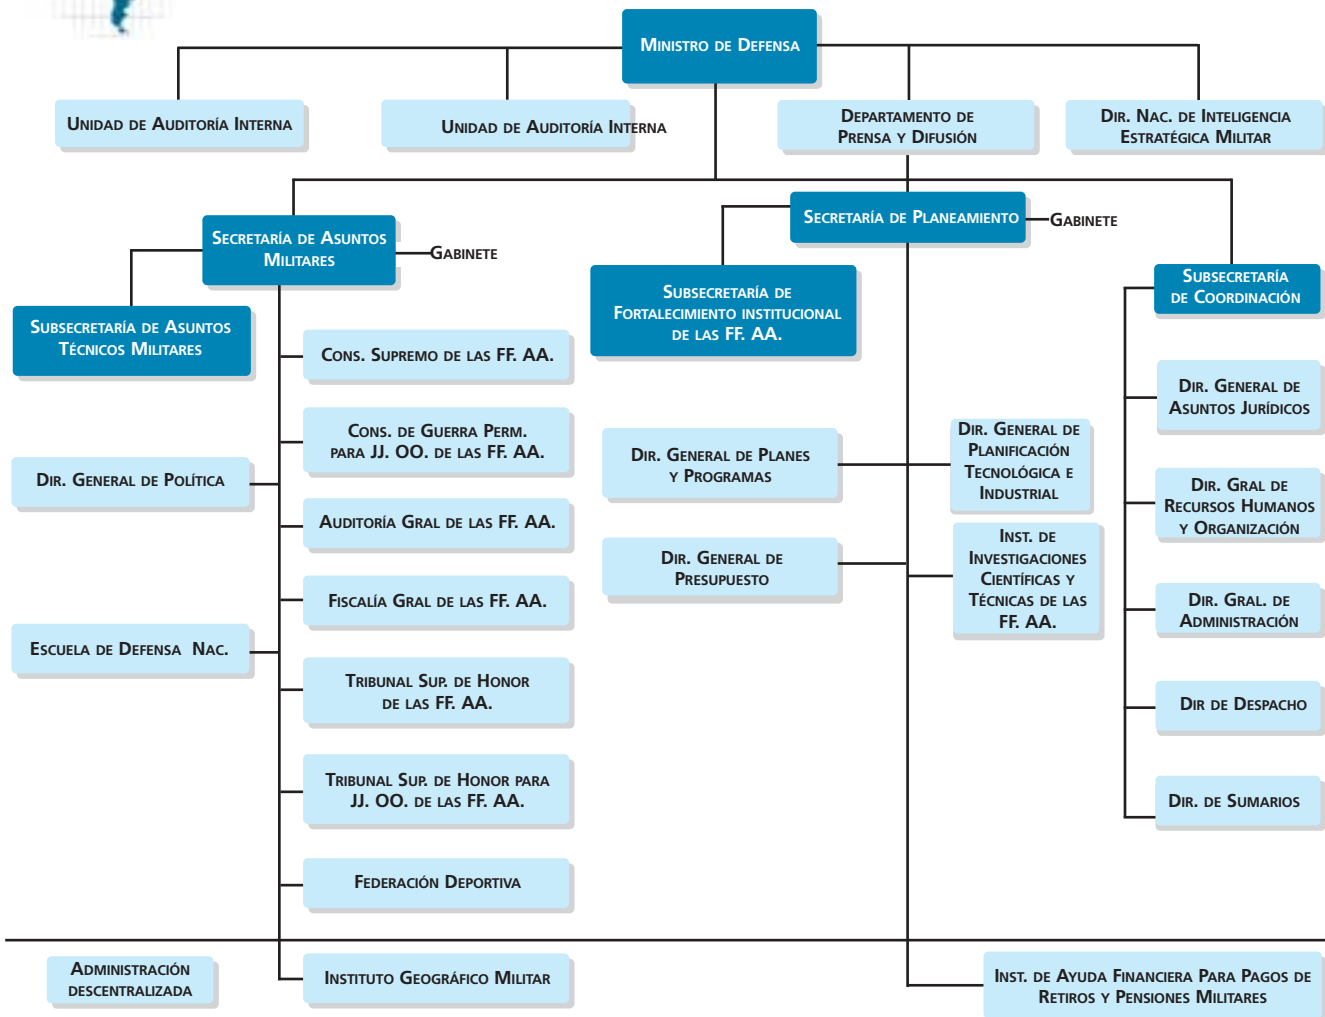 Ministro de Defensa
Unidad de Auditoría Interna
Unidad de Auditoría Interna
Departamento de
Prensa y Difusión
Dir. Nac. de Inteligencia
Estratégica Militar
Secretaría de Asuntos
Militares
Gabinete
Secretaría de Planeamiento
Gabinete
Subsecretaría de Asuntos
Técnicos Militares
Subsecretaría de
Fortalecimiento institucional
de las FF. AA.
Subsecretaría
de Coordinación
Cons. Supremo de las FF. AA.
Cons. de Guerra Perm.
para JJ. OO. de las FF. AA.
Dir. General de Política
Auditoría Gral de las FF. AA.
Fiscalía Gral de las FF. AA.
Escuela de Defensa Nac.
Tribunal Sup. de Honor
de las FF. AA.
Tribunal Sup. de Honor para
JJ. OO. de las FF. AA.
Federación Deportiva
Dir. General de Planes
y Programas
Dir. General de
Planificación
Tecnológica e
Industrial
Dir. General de
Presupuesto
Inst. de
Investigaciones
Científicas y
Técnicas de las
FF. AA.
Dir. General de
Asuntos Jurídicos
Dir. Gral de
Recursos Humanos
y Organización
Dir. Gral. de
Administración
Dir de Despacho
Dir. de Sumarios
Administración
descentralizada
Instituto Geográfico Militar
Inst. de Ayuda Financiera Para Pagos de
Retiros y Pensiones Militares